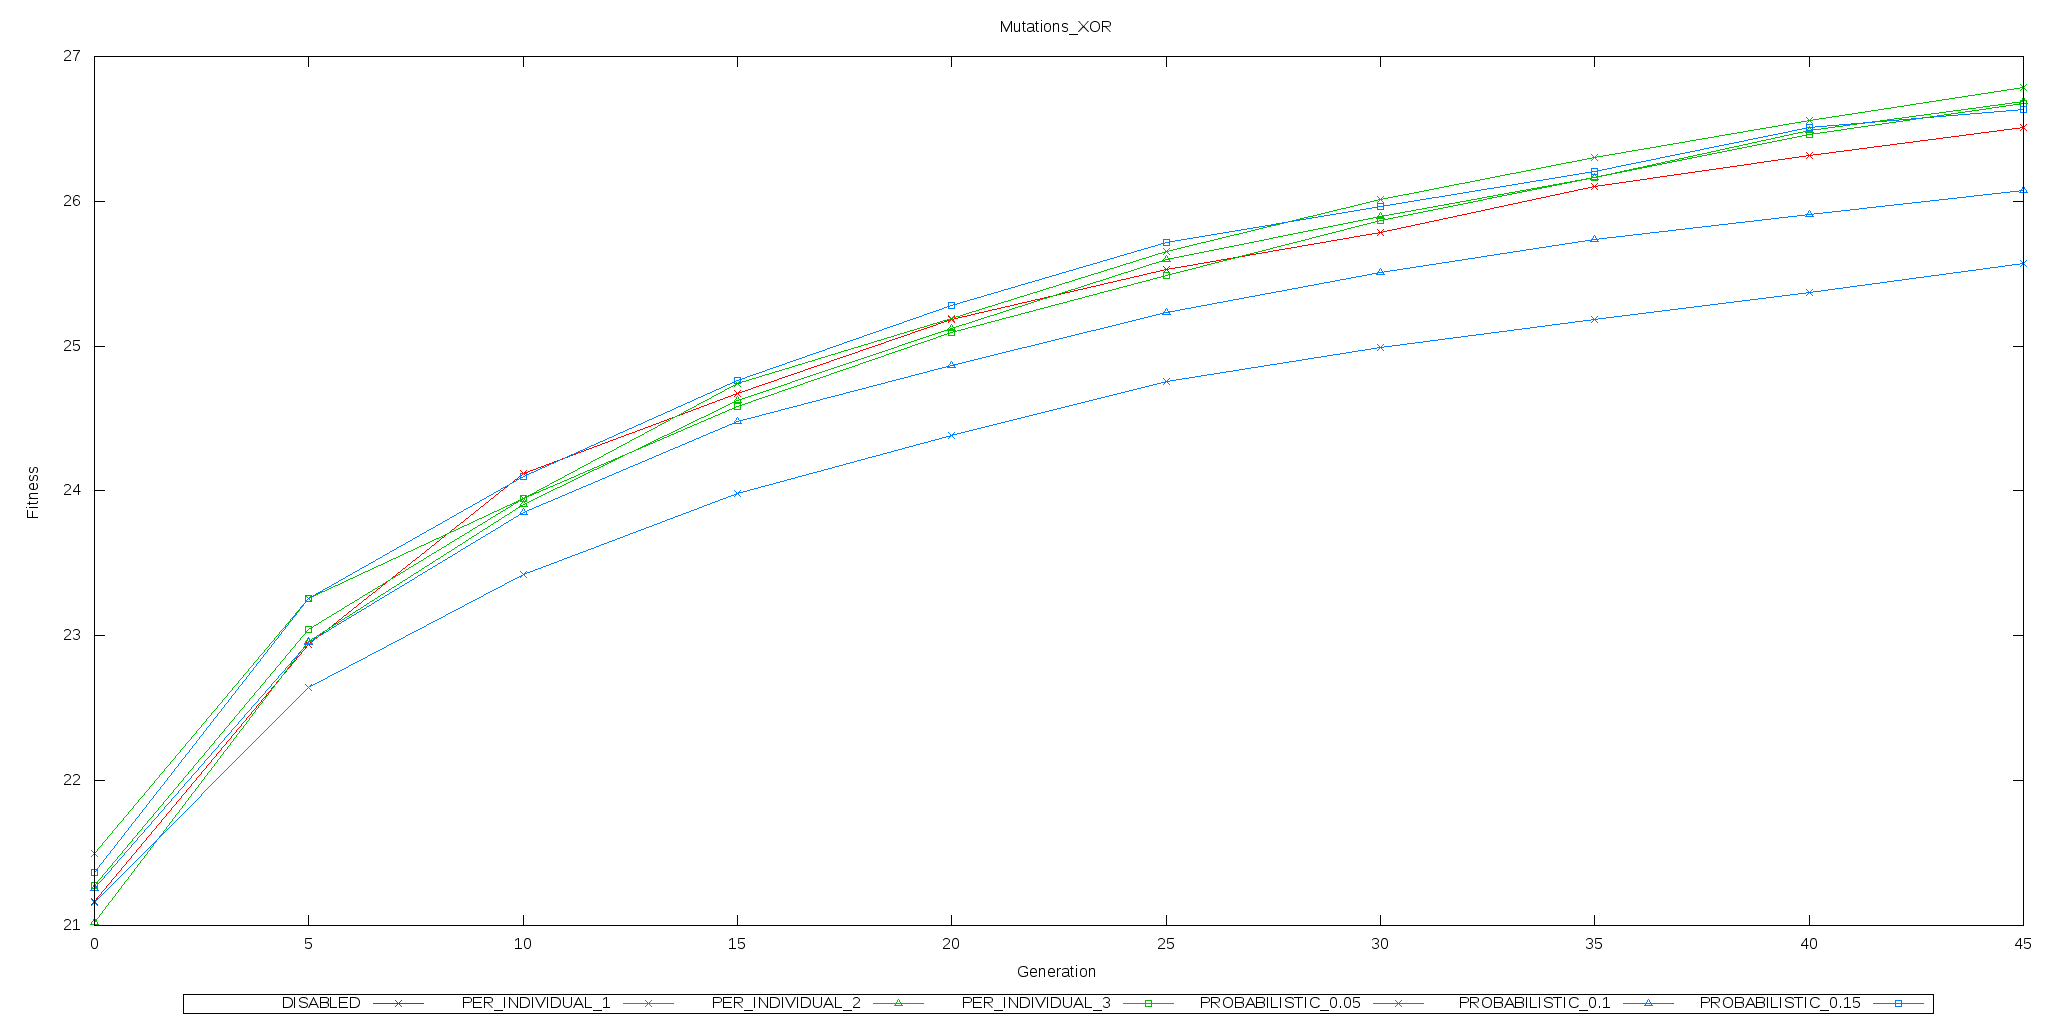 Mutations_XOR
27
26
25
24
23
22
21
Fitness
0 5 10 15 20 25 30 35 40 45
Generation
DISABLED PER_INDIVIDUAL_1 PER_INDIVIDUAL_2 PER_INDIVIDUAL_3 PROBABILISTIC_0.05 PROBABILISTIC_0.1 PROBABILISTIC_0.15